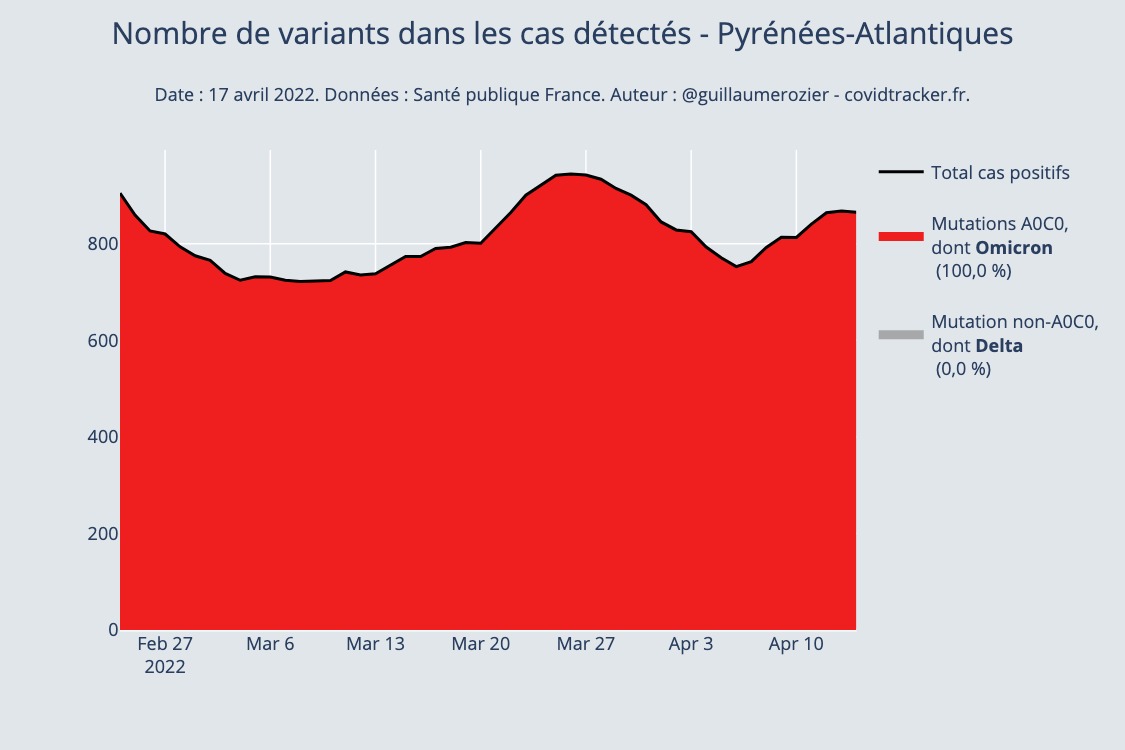 Nombre de variants dans les cas détectés - Pyrénées-Atlantiques
Date : 17 avril 2022. Données : Santé publique France. Auteur : @guillaumerozier - covidtracker.fr.
Total cas positifs
Mutations A0C0,
dont Omicron
(100,0 %)
Mutation non-A0C0,
dont Delta
(0,0 %)
800
600
400
200
0
Feb 27
2022
Mar 6
Mar 13
Mar 20
Mar 27
Apr 3
Apr 10